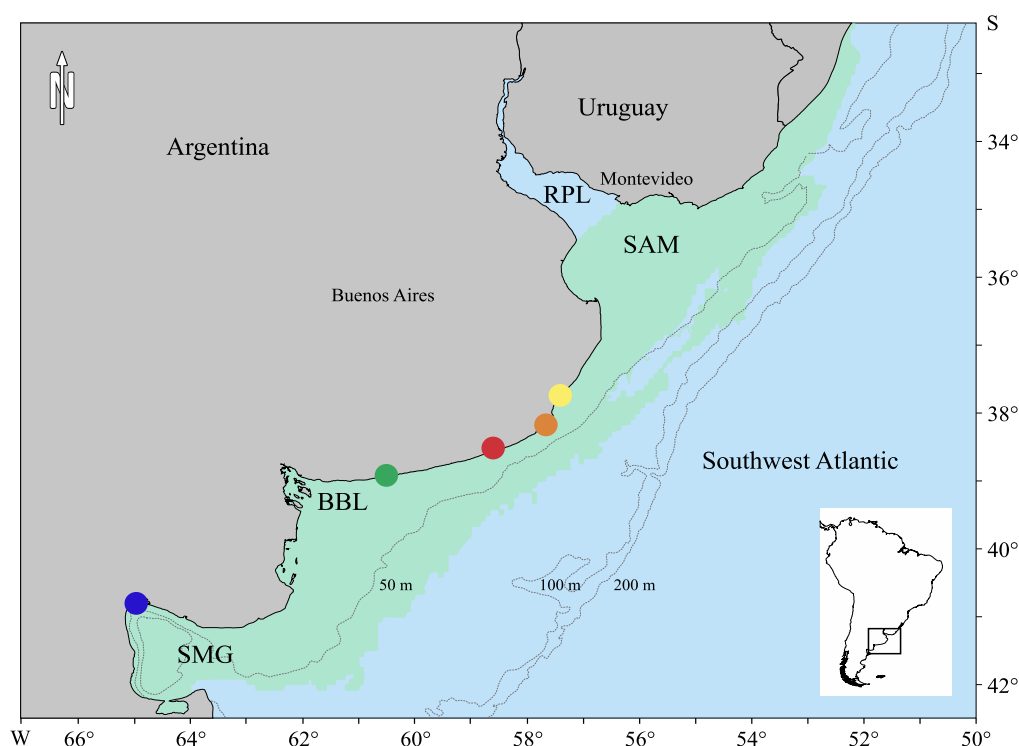 S
N
Uruguay
Argentina
34°
Montevideo
RPL
SAM
36°
Buenos Aires
38°
Southwest Atlantic
BBL
40°
50 m
100 m
200 m
SMG
42°
W
66°
64°
62°
60°
58°
56°
54°
52°
50°